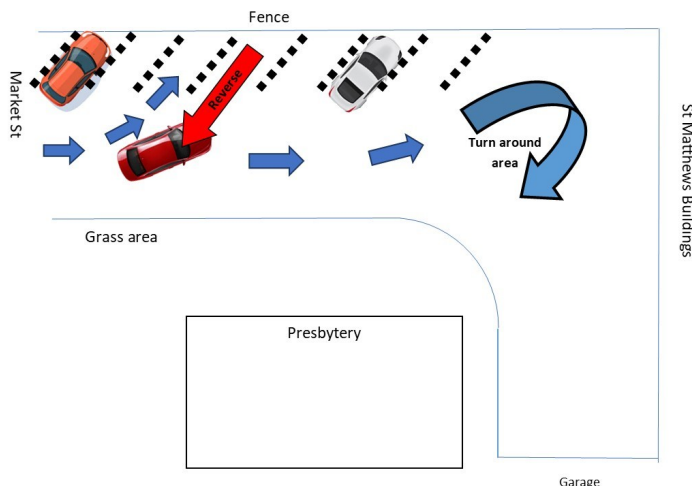 Fence
Market St
Reverse
Turn around
area
St Matthews Buildings
Grass area
Presbytery
Garage